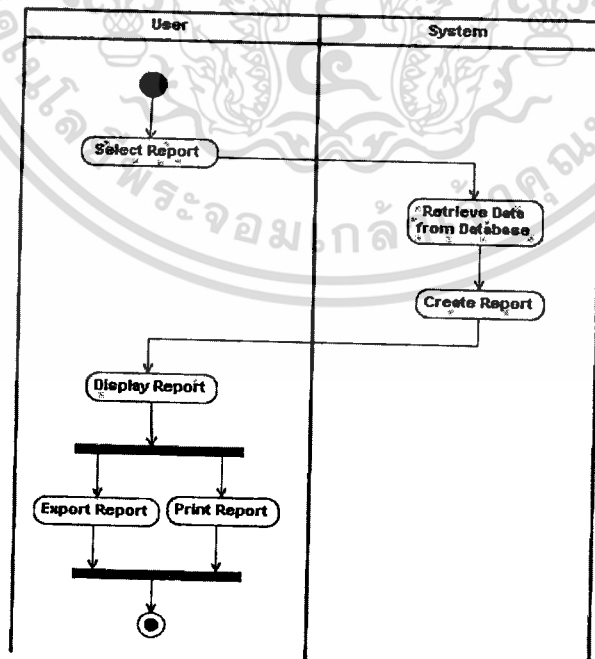 User
System
Select Report
Retrieve Data
from Database
Create Report
Display Report
Export Report
Print Report